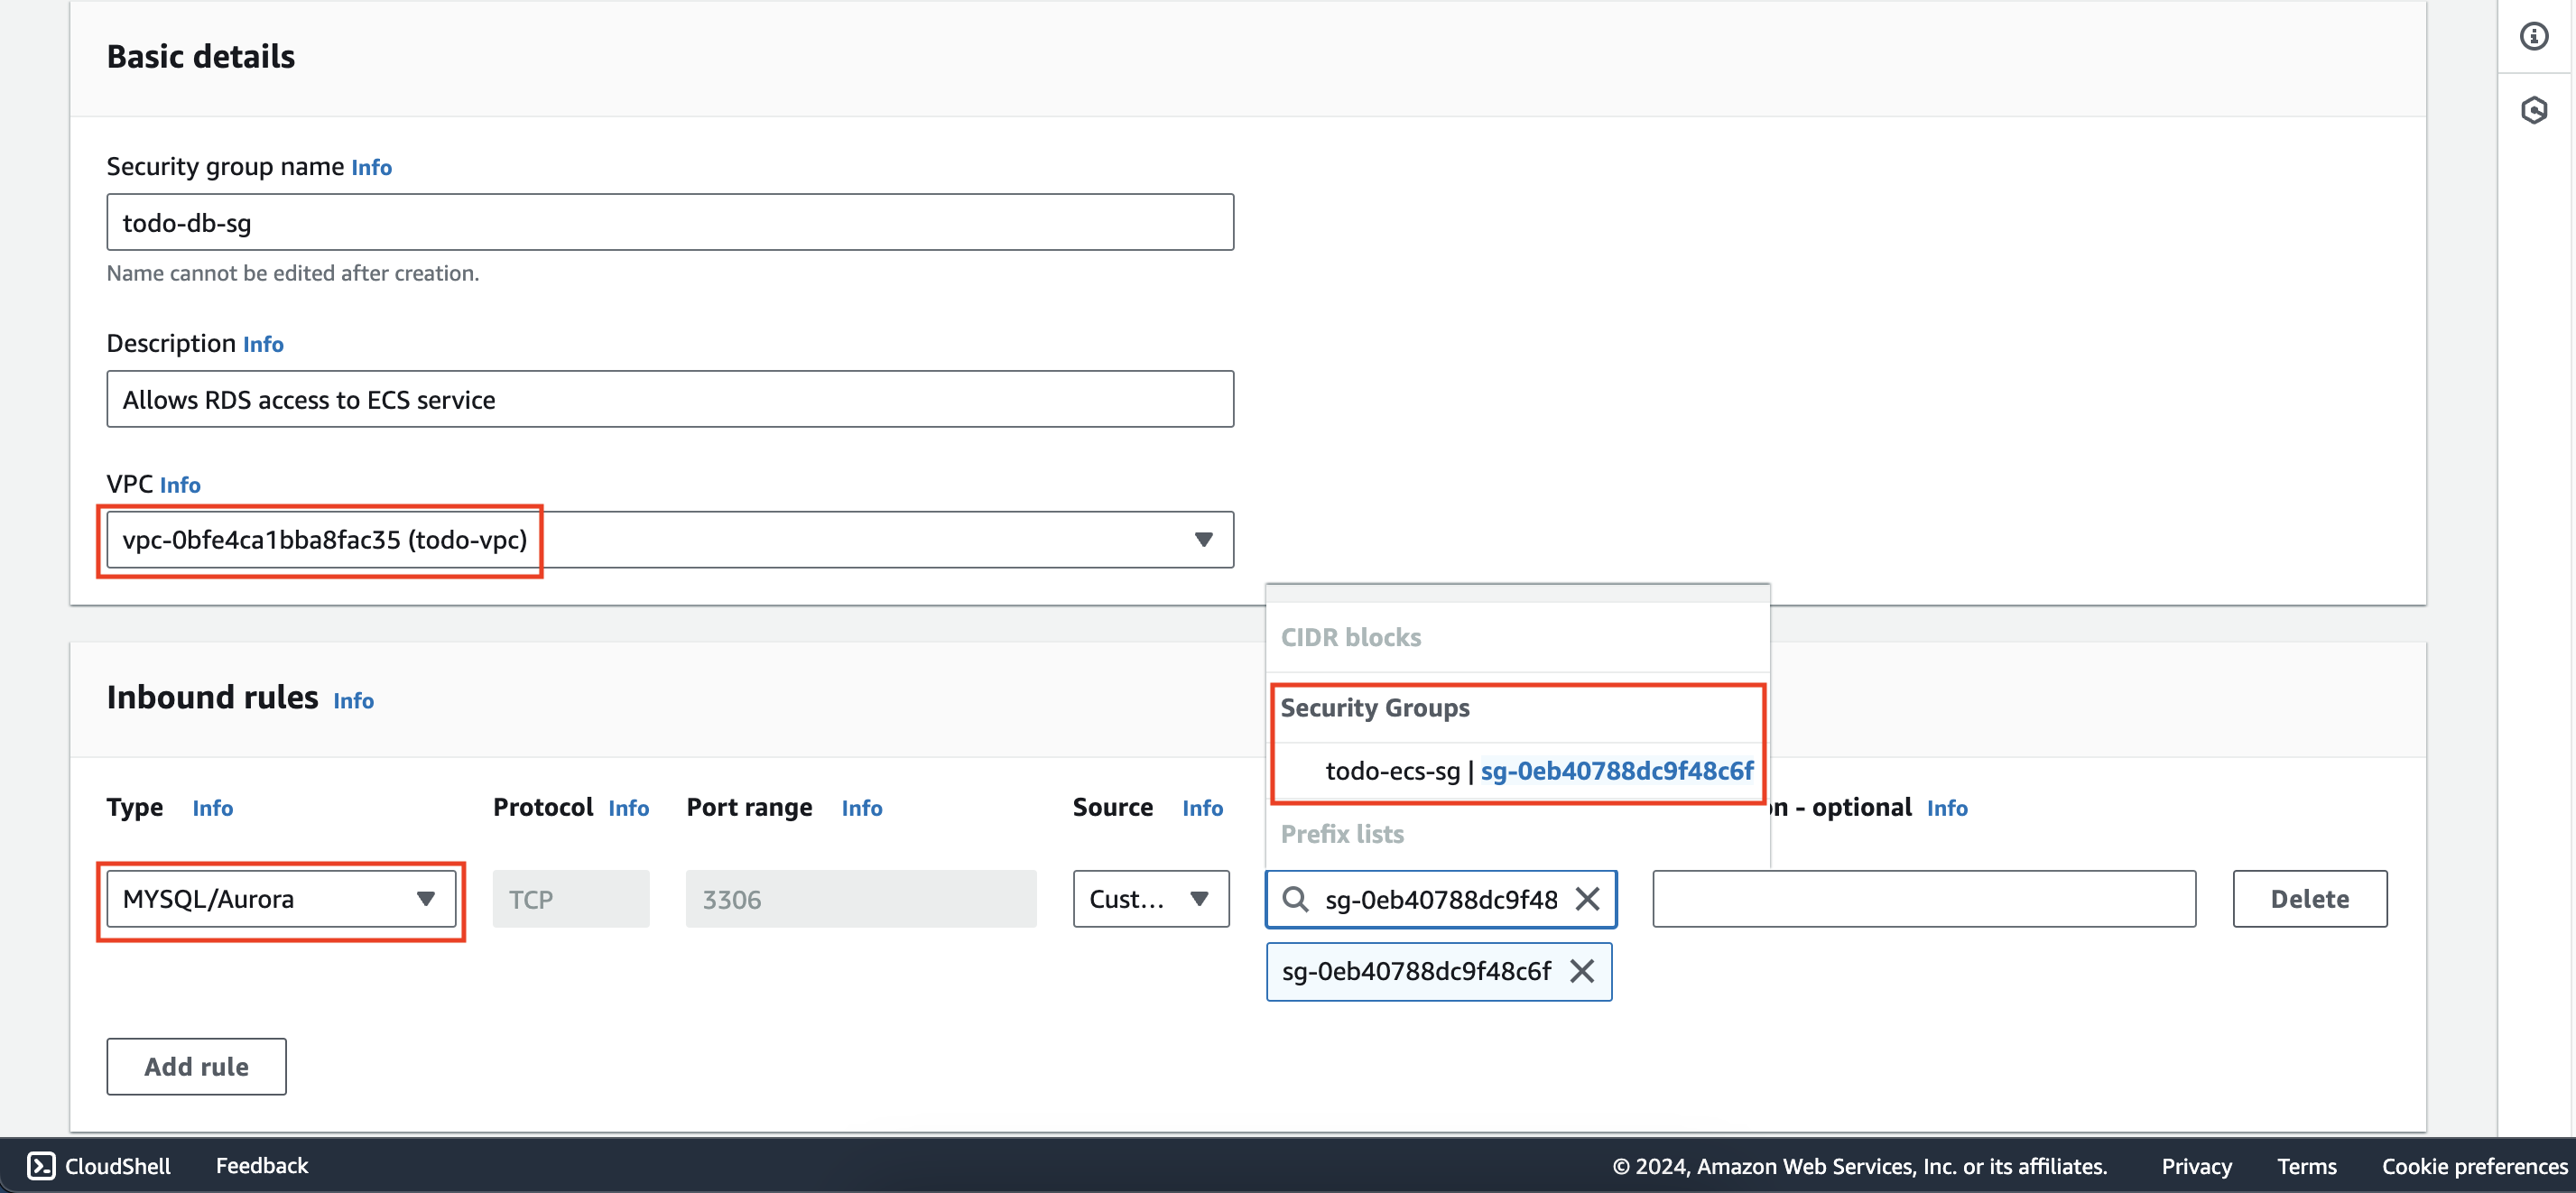 Basic details
Security group name Info
todo-db-sg
Name cannot be edited after creation.
Description Info
Allows RDS access to ECS service
VPC Info
vpc-0bfe4ca1bba8fac35 (todo-vpc)
CIDR blocks
Security Groups
todo-ecs-sg | sg-0eb40788dc9f48c6f
Prefix lists
Inbound rules Info
Type Info Protocol Info Port range Info Source Info n - optional Info
MYSQL/Aurora TCP 3306 Cust... sg-0eb40788dc9f48 Delete
sg-0eb40788dc9f48c6f
Add rule
CloudShell Feedback © 2024, Amazon Web Services, Inc. or its affiliates. Privacy Terms Cookie preferences